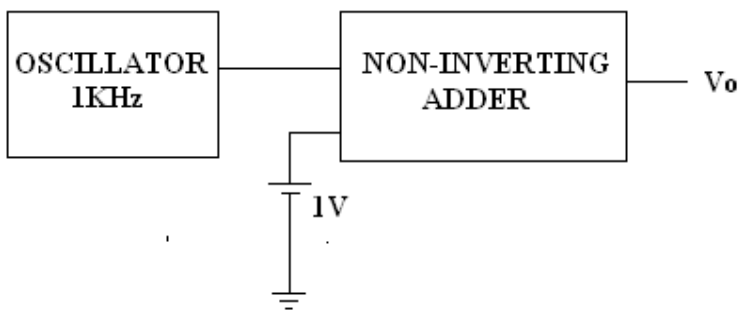 OSCILLATOR
1KHz
NON-INVERTING
ADDER
Vo
1V